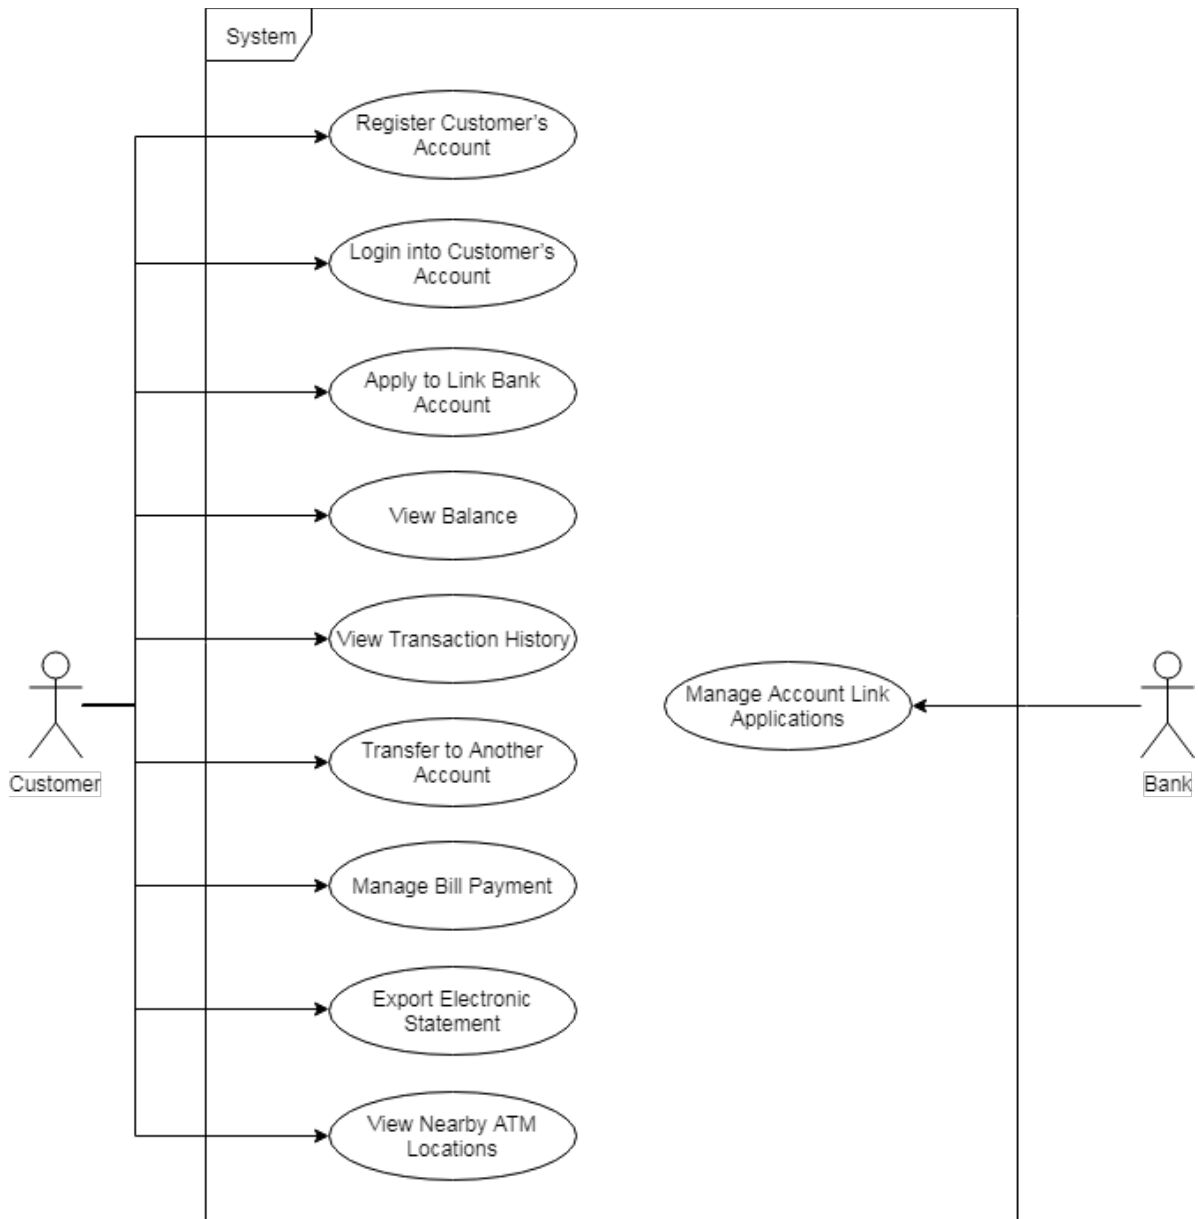 System
Register Customer's
Account
Login into Customer's
Account
Apply to Link Bank
Account
View Balance
View Transaction History
Manage Account Link
Applications
Transfer to Another
Account
Customer
Bank
Manage Bill Payment
Export Electronic
Statement
View Nearby ATM
Locations